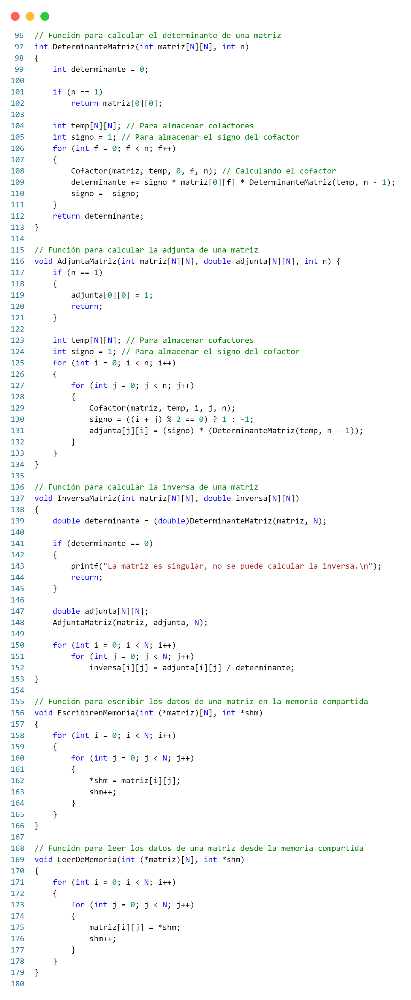 96 // Función para calcular el determinante de una matriz
97 int DeterminanteMatriz(int matriz[N][N], int n)
98 {
99     int determinante = 0;
100
101     if (n == 1)
102         return matriz[0][0];
103
104     int temp[N][N]; // Para almacenar cofactores
105     int signo = 1; // Para almacenar el signo del cofactor
106     for (int f = 0; f < n; f++)
107     {
108         Cofactor(matriz, temp, 0, f, n); // Calculando el cofactor
109         determinante += signo * matriz[0][f] * DeterminanteMatriz(temp, n - 1);
110         signo = -signo;
111     }
112     return determinante;
113 }
114
115 // Función para calcular la adjunta de una matriz
116 void AdjuntaMatriz(int matriz[N][N], double adjunta[N][N], int n) {
117     if (n == 1)
118     {
119         adjunta[0][0] = 1;
120         return;
121     }
122
123     int temp[N][N]; // Para almacenar cofactores
124     int signo = 1; // Para almacenar el signo del cofactor
125     for (int i = 0; i < n; i++)
126     {
127         for (int j = 0; j < n; j++)
128         {
129             Cofactor(matriz, temp, i, j, n);
130             signo = ((i + j) % 2 == 0) ? 1 : -1;
131             adjunta[j][i] = (signo) * (DeterminanteMatriz(temp, n - 1));
132         }
133     }
134 }
135
136 // Función para calcular la inversa de una matriz
137 void InversaMatriz(int matriz[N][N], double inversa[N][N])
138 {
139     double determinante = (double)DeterminanteMatriz(matriz, N);
140
141     if (determinante == 0)
142     {
143         printf("La matriz es singular, no se puede calcular la inversa.\n");
144         return;
145     }
146
147     double adjunta[N][N];
148     AdjuntaMatriz(matriz, adjunta, N);
149
150     for (int i = 0; i < N; i++)
151         for (int j = 0; j < N; j++)
152             inversa[i][j] = adjunta[i][j] / determinante;
153 }
154
155 // Función para escribir los datos de una matriz en la memoria compartida
156 void EscribirenMemoria(int (*matriz)[N], int *shm)
157 {
158     for (int i = 0; i < N; i++)
159     {
160         for (int j = 0; j < N; j++)
161         {
162             *shm = matriz[i][j];
163             shm++;
164         }
165     }
166 }
167
168 // Función para leer los datos de una matriz desde la memoria compartida
169 void LeerDeMemoria(int (*matriz)[N], int *shm)
170 {
171     for (int i = 0; i < N; i++)
172     {
173         for (int j = 0; j < N; j++)
174         {
175             matriz[i][j] = *shm;
176             shm++;
177         }
178     }
179 }
180